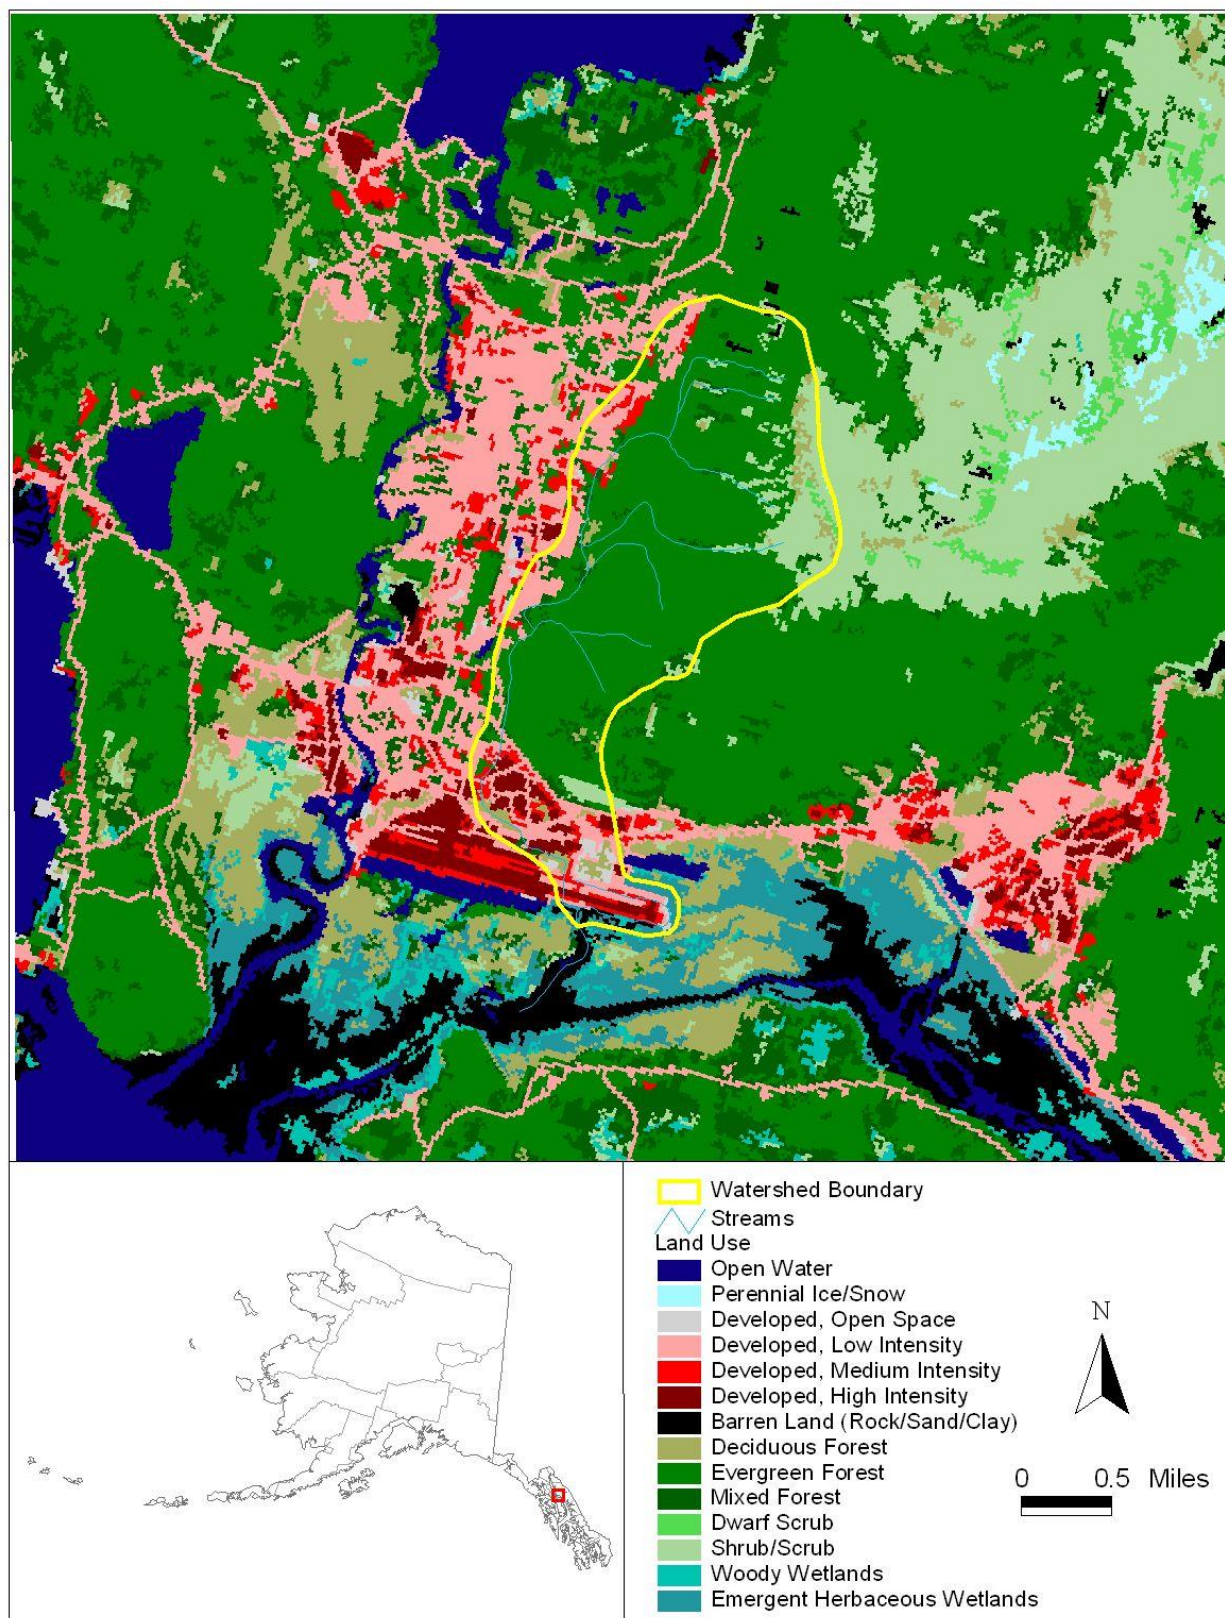 Watershed Boundary
Streams
Land Use
Open Water
Perennial Ice/Snow
Developed, Open Space
Developed, Low Intensity
Developed, Medium Intensity
Developed, High Intensity
Barren Land (Rock/Sand/Clay)
Deciduous Forest
Evergreen Forest
Mixed Forest
Dwarf Scrub
Shrub/Scrub
Woody Wetlands
Emergent Herbaceous Wetlands
N
0 0.5 Miles